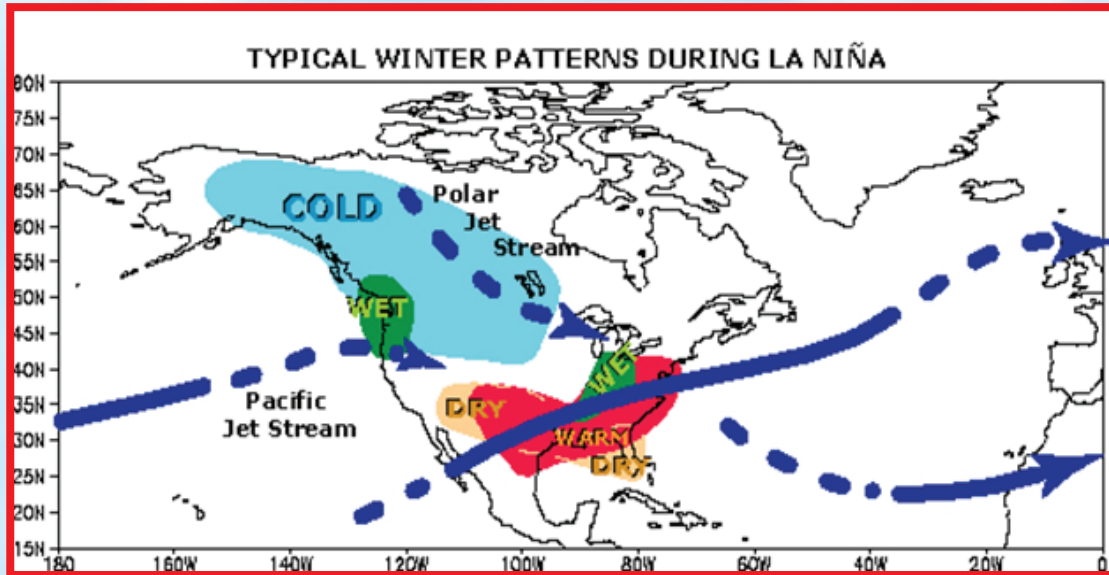 TYPICAL WINTER PATTERNS DURING LA NIÑA
80N
75N
70N
65N
60N
55N
50N
45N
40N
35N
30N
25N
20N
15N
COLD
Polar
Jet
Stream
WET
WET
DRY
WARM
DRY
Pacific
Jet Stream
180
160W
140W
120W
100W
80W
60W
40W
20W
0